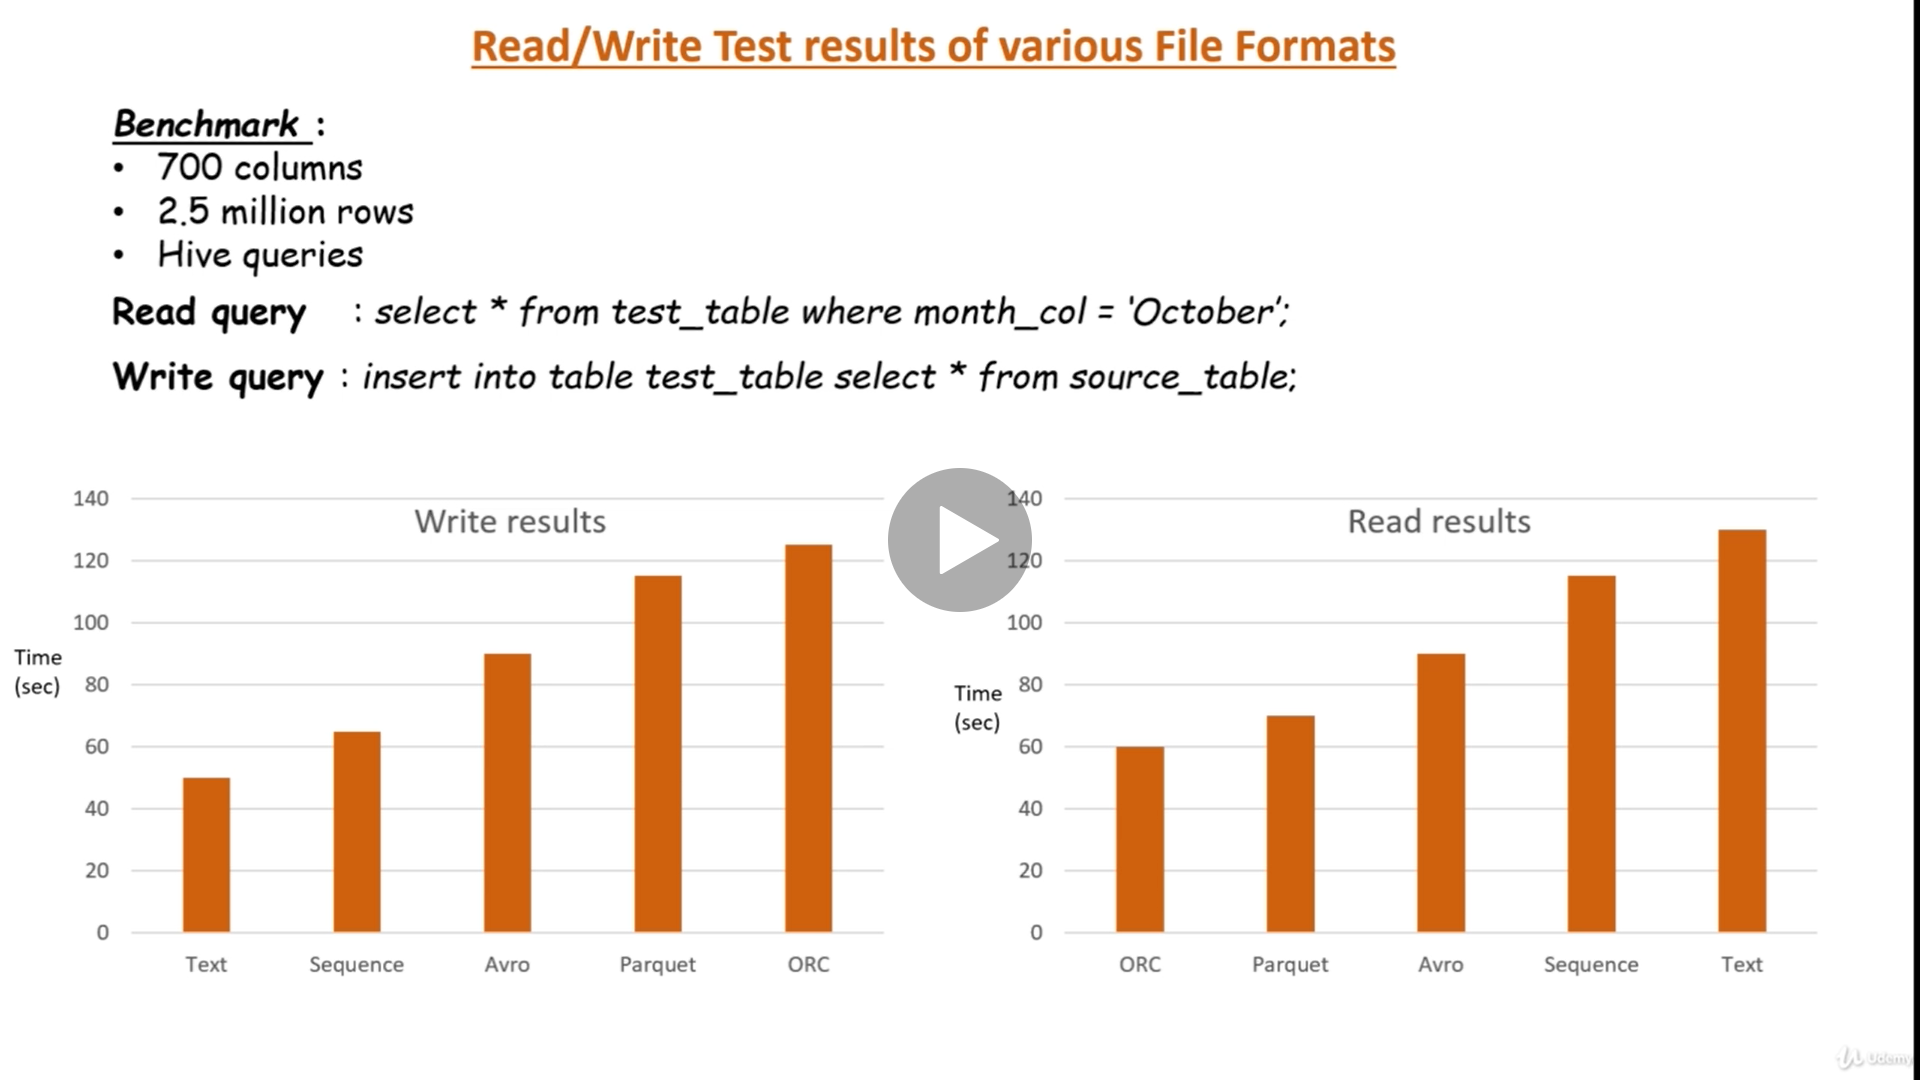 Read/Write Test results of various File Formats
Benchmark :
• 700 columns
• 2.5 million rows
• Hive queries
Read query : select * from test_table where month_col = 'October';
Write query : insert into table test_table select * from source_table;
Write results
140
120
100
80
60
40
20
0
Time
(sec)
Text Sequence Avro Parquet ORC
Read results
140
120
100
80
60
40
20
0
Time
(sec)
ORC Parquet Avro Sequence Text
Udemy